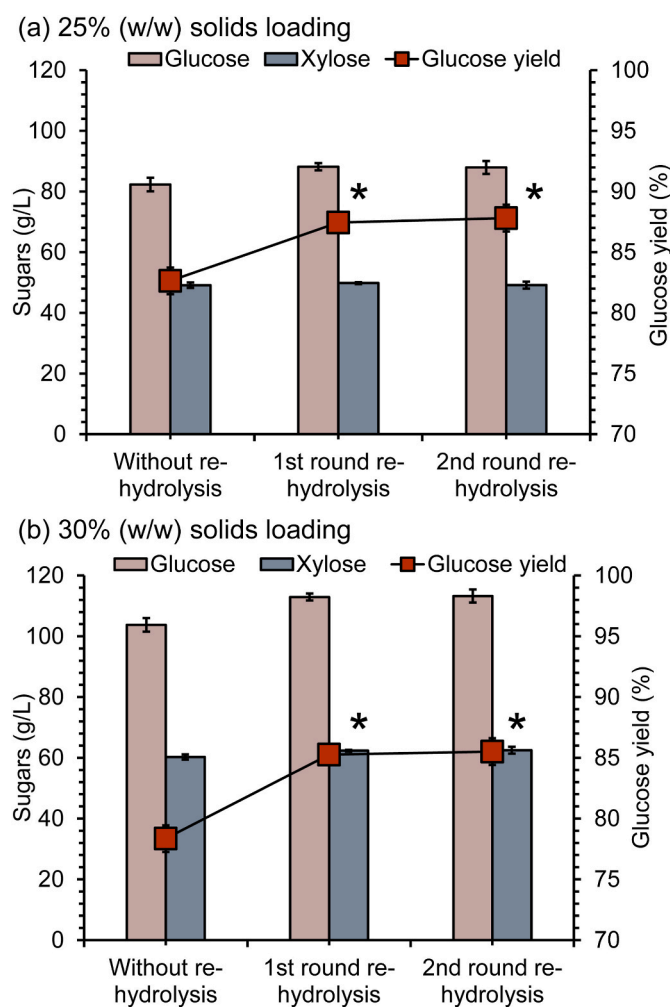 (a) 25% (w/w) solids loading
Glucose Xylose Glucose yield
120
100
80
60
40
20
0
Sugars (g/L)
100
95
90
85
80
75
70
Glucose yield (%)
* *
Without re-
hydrolysis
1st round re-
hydrolysis
2nd round re-
hydrolysis
(b) 30% (w/w) solids loading
Glucose Xylose Glucose yield
120
100
80
60
40
20
0
Sugars (g/L)
100
95
90
85
80
75
70
Glucose yield (%)
* *
Without re-
hydrolysis
1st round re-
hydrolysis
2nd round re-
hydrolysis